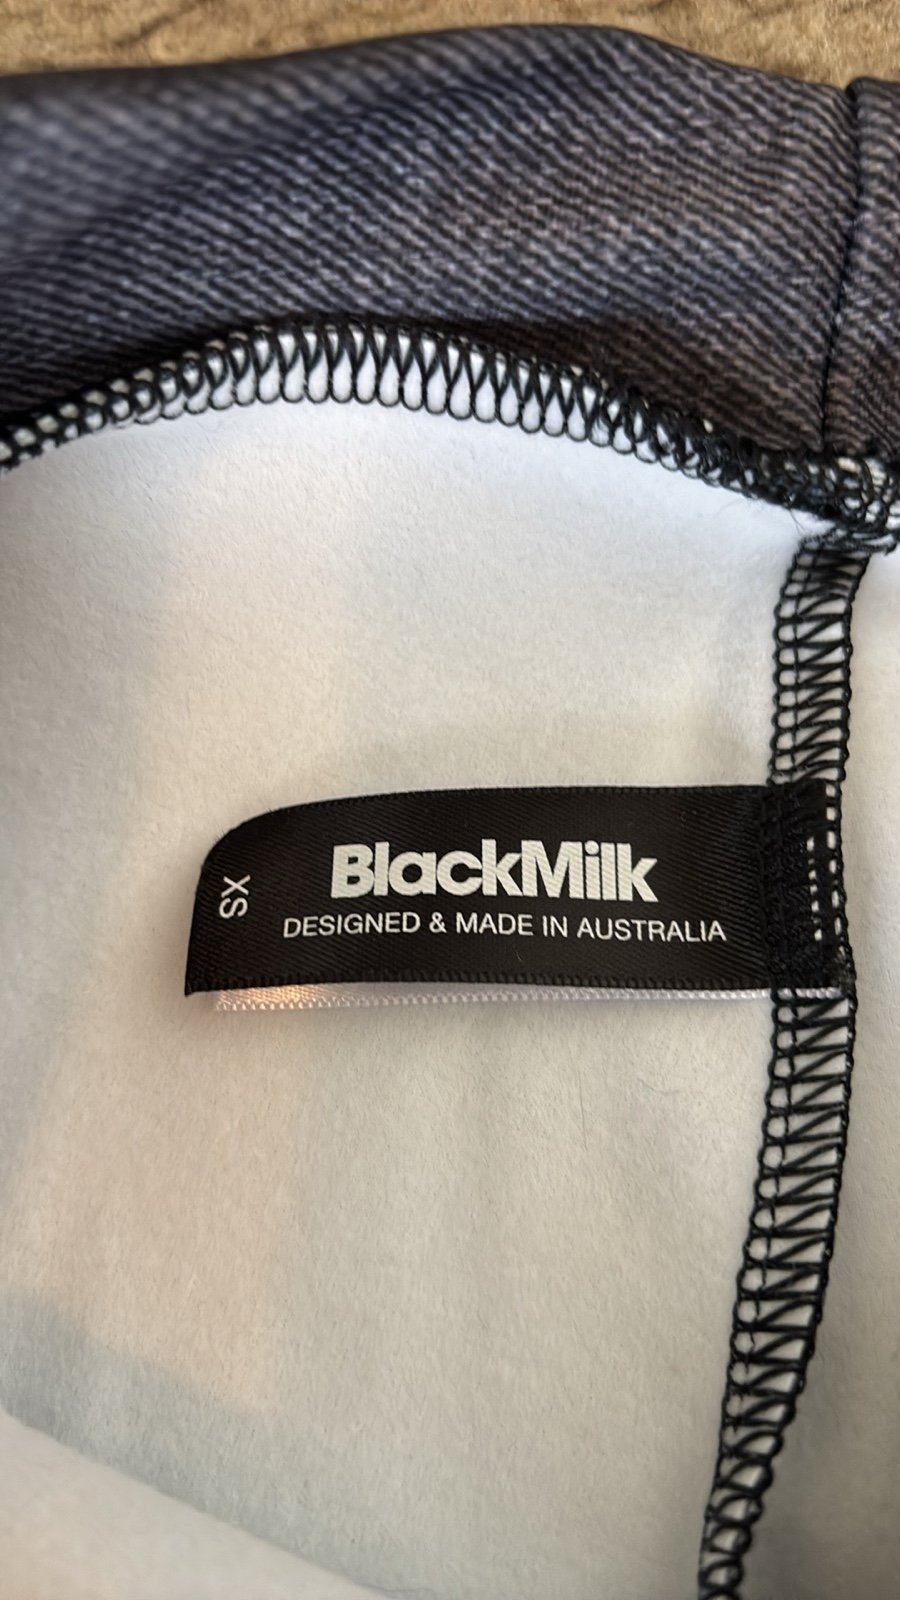 XS
BlackMilk
DESIGNED & MADE IN AUSTRALIA